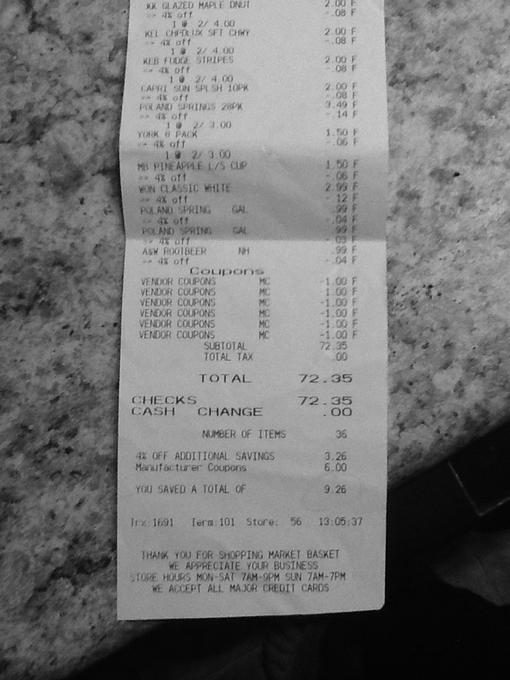 KK GLAZED MAPLE DNUT 2.00 F
-- 4% off -.08 F
1 @ 2/ 4.00
KEL CHPDLUX SFT CHWY 2.00 F
-- 4% off -.08 F
1 @ 2/ 4.00
KEB FUDGE STRIPES 2.00 F
-- 4% off -.08 F
1 @ 2/ 4.00
CAPRI SUN SPLSH 10PK 2.00 F
-- 4% off -.08 F
POLAND SPRINGS 28PK 3.49 F
-- 4% off -.14 F
1 @ 2/ 3.00
YORK 8 PACK 1.50 F
-- 4% off -.06 F
1 @ 2/ 3.00
MB PINEAPPLE L/S CUP 1.50 F
-- 4% off -.06 F
WON CLASSIC WHITE 2.99 F
-- 4% off -.12 F
POLAND SPRING GAL .99 F
-- 4% off -.04 F
POLAND SPRING GAL .99 F
-- 4% off -.03 F
A&W ROOTBEER NH .99 F
-- 4% off -.04 F
Coupons
VENDOR COUPONS MC -1.00 F
VENDOR COUPONS MC -1.00 F
VENDOR COUPONS MC -1.00 F
VENDOR COUPONS MC -1.00 F
VENDOR COUPONS MC -1.00 F
VENDOR COUPONS MC -1.00 F
SUBTOTAL 72.35
TOTAL TAX .00
TOTAL 72.35
CHECKS 72.35
CASH CHANGE .00
NUMBER OF ITEMS 36
4% OFF ADDITIONAL SAVINGS 3.26
Manufacturer Coupons 6.00
YOU SAVED A TOTAL OF 9.26
Trx:1691 Term:101 Store: 56 13:05:37
THANK YOU FOR SHOPPING MARKET BASKET
WE APPRECIATE YOUR BUSINESS
STORE HOURS MON-SAT 7AM-9PM SUN 7AM-7PM
WE ACCEPT ALL MAJOR CREDIT CARDS